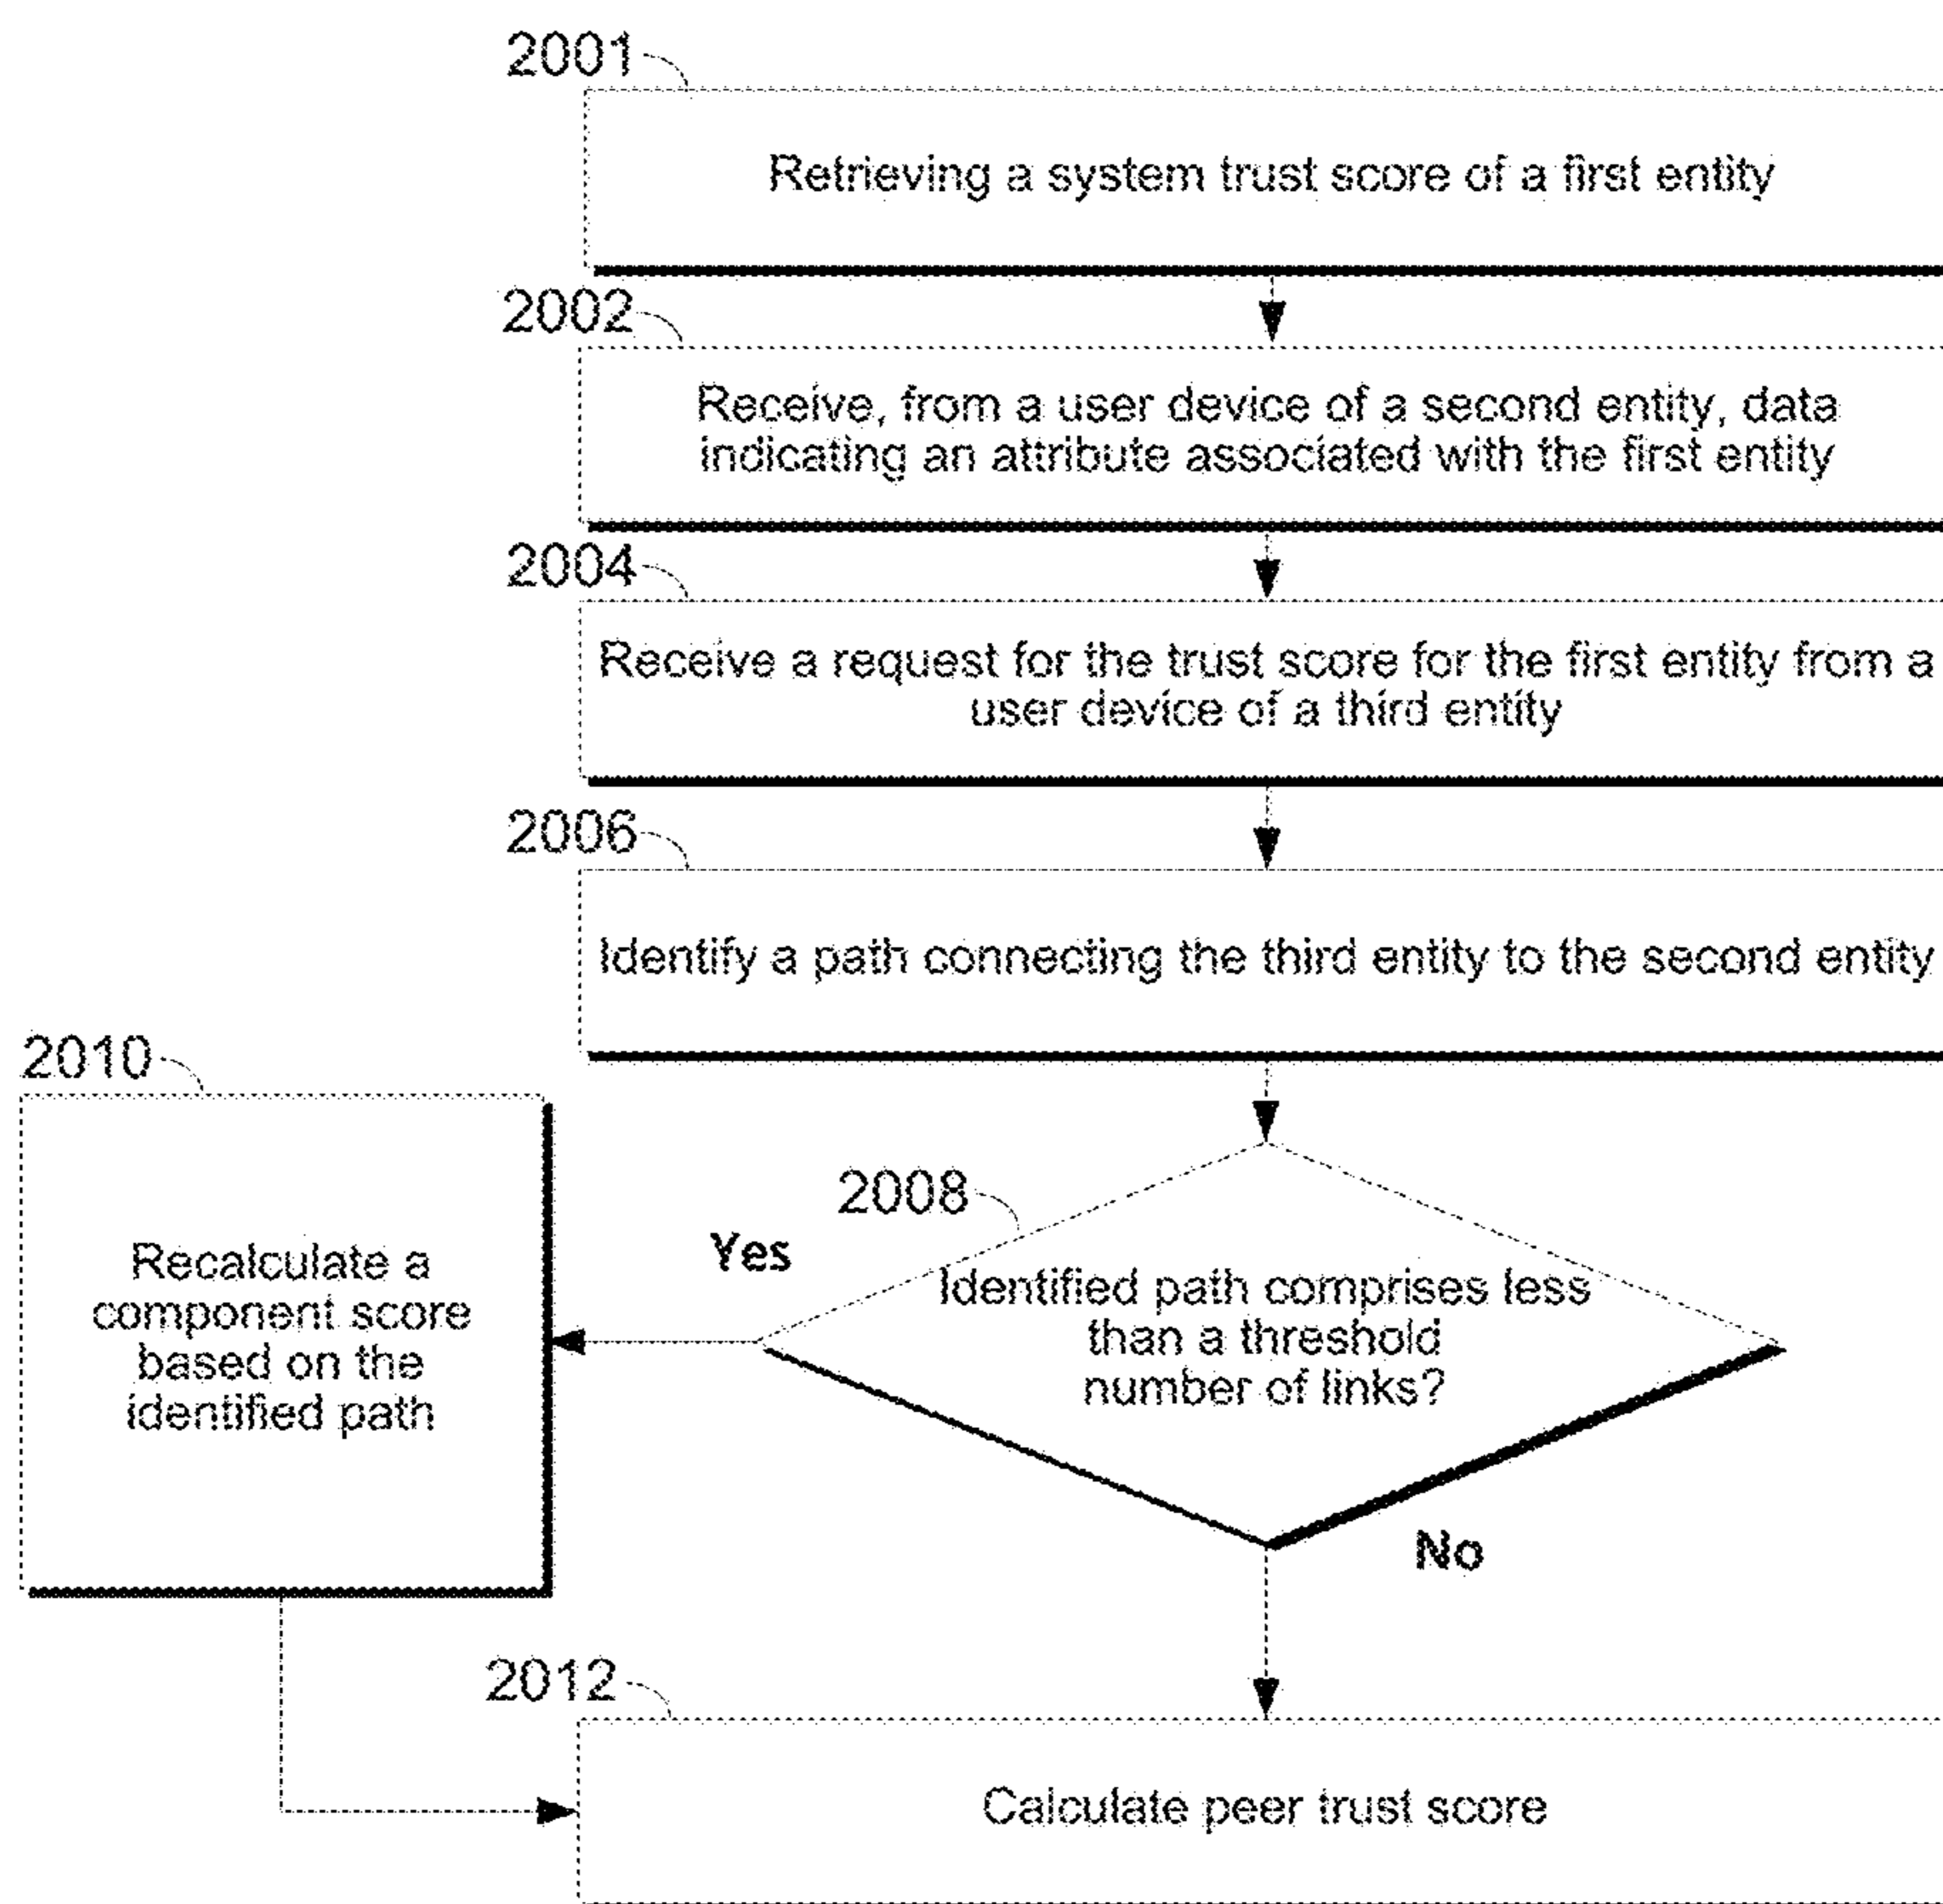 2001
Retrieving a system trust score of a first entity
2002
Receive, from a user device of a second entity, data
indicating an attribute associated with the first entity
2004
Receive a request for the trust score for the first entity from a
user device of a third entity
2006
Identify a path connecting the third entity to the second entity
2008
Identified path comprises less
than a threshold
number of links?
Yes
No
2010
Recalculate a
component score
based on the
identified path
2012
Calculate peer trust score